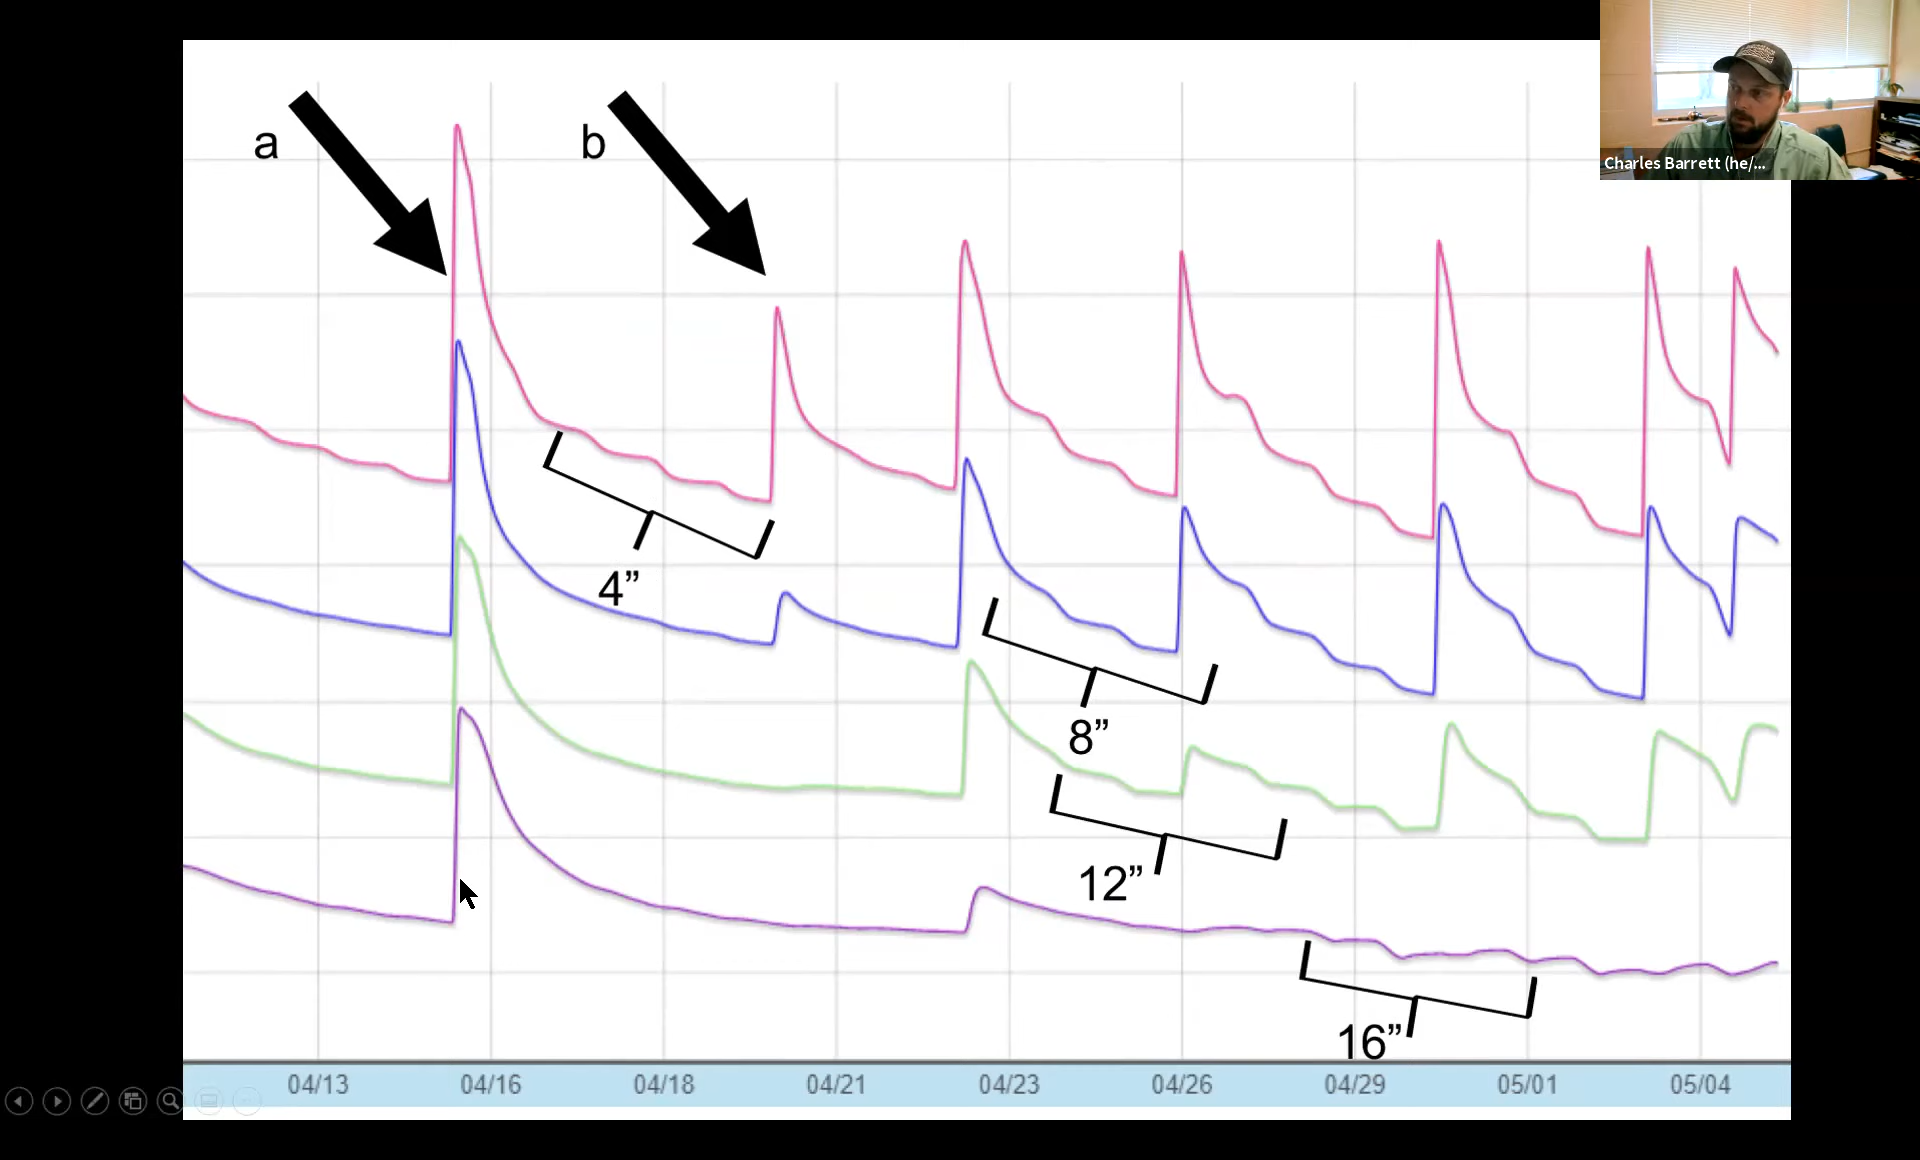 a
b
Charles Barrett (he/...
4”
8”
12”
16”
04/13 04/16 04/18 04/21 04/23 04/26 04/29 05/01 05/04